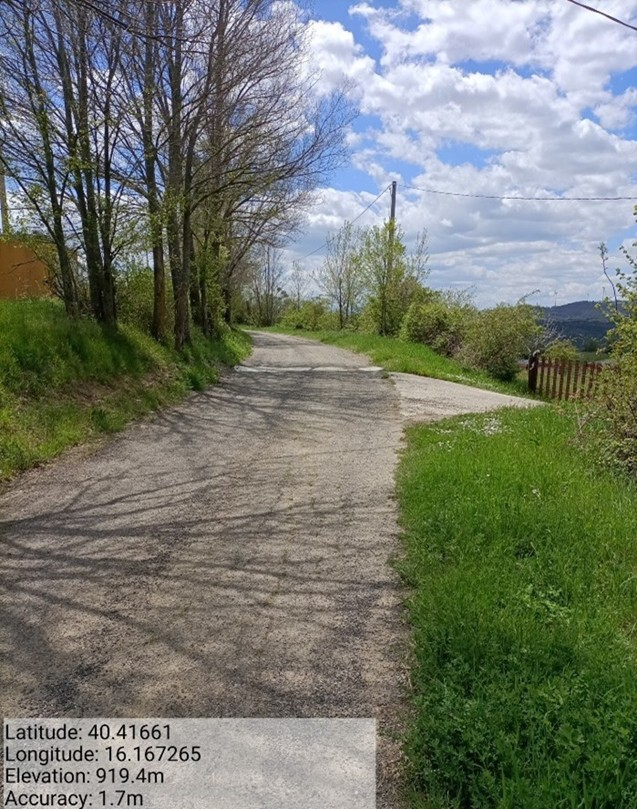 Latitude: 40.41661
Longitude: 16.167265
Elevation: 919.4m
Accuracy: 1.7m